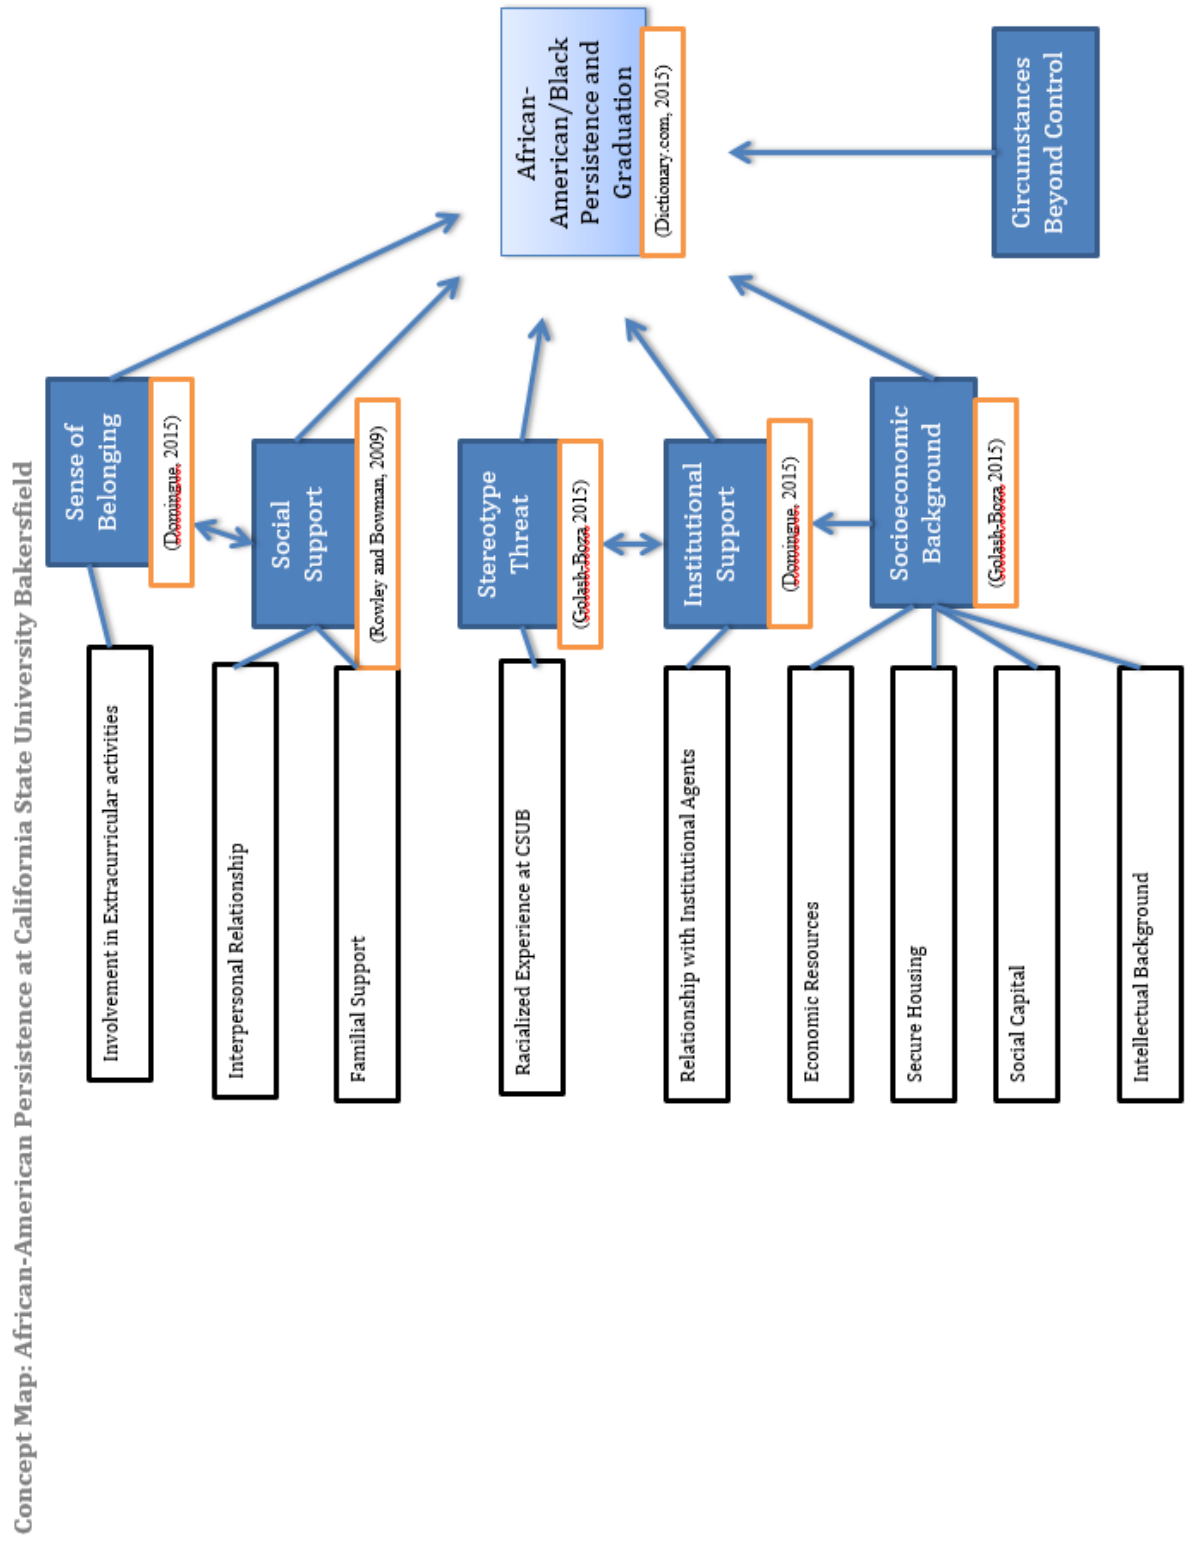 Concept Map: African-American Persistence at California State University Bakersfield
Involvement in Extracurricular activities
Interpersonal Relationship
Familial Support
Racialized Experience at CSUB
Relationship with Institutional Agents
Economic Resources
Secure Housing
Social Capital
Intellectual Background
Sense of
Belonging
(Domingue, 2015)
Social
Support
(Rowley and Bowman, 2009)
Stereotype
Threat
(Golash-Boza 2015)
Institutional
Support
(Domingue, 2015)
Socioeconomic
Background
(Golash-Boza 2015)
African-
American/Black
Persistence and
Graduation
(Dictionary.com, 2015)
Circumstances
Beyond Control